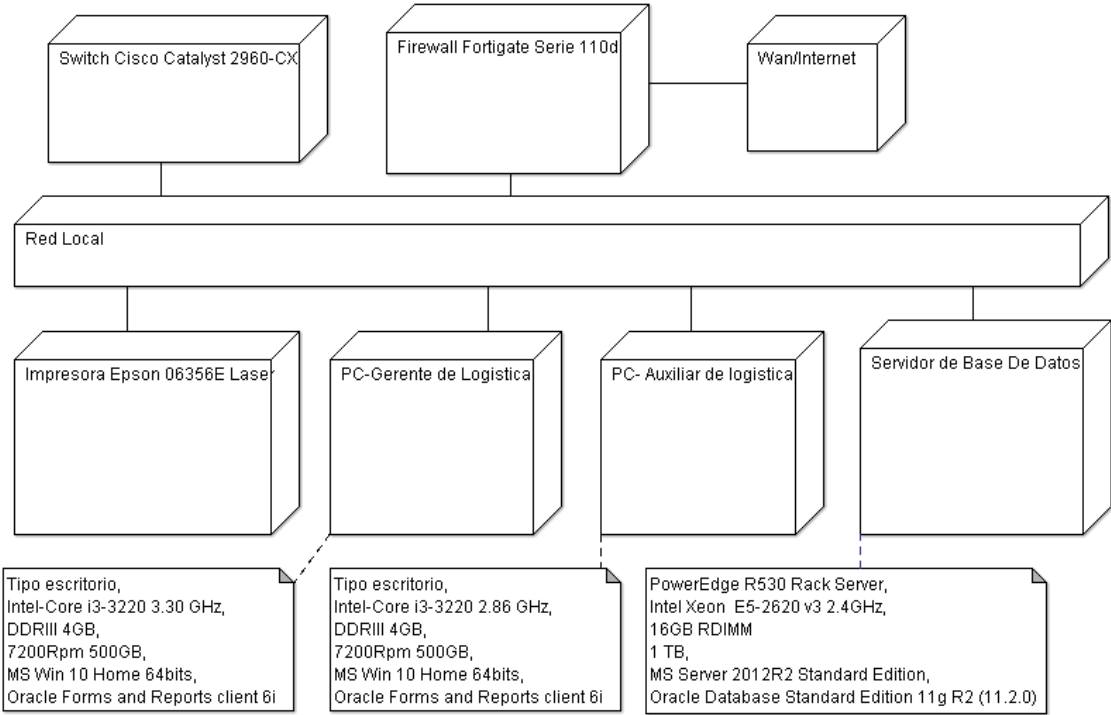 Switch Cisco Catalyst 2960-CX
Firewall Fortigate Serie 110d
Wan/Internet
Red Local
Impresora Epson 06356E Laser
PC-Gerente de Logistica
PC- Auxiliar de logistica
Servidor de Base De Datos
Tipo escritorio,
Intel-Core i3-3220 3.30 GHz,
DDRIII 4GB,
7200Rpm 500GB,
MS Win 10 Home 64bits,
Oracle Forms and Reports client 6i
Tipo escritorio,
Intel-Core i3-3220 2.86 GHz,
DDRIII 4GB,
7200Rpm 500GB,
MS Win 10 Home 64bits,
Oracle Forms and Reports client 6i
PowerEdge R530 Rack Server,
Intel Xeon E5-2620 v3 2.4GHz,
16GB RDIMM
1 TB,
MS Server 2012R2 Standard Edition,
Oracle Database Standard Edition 11g R2 (11.2.0)